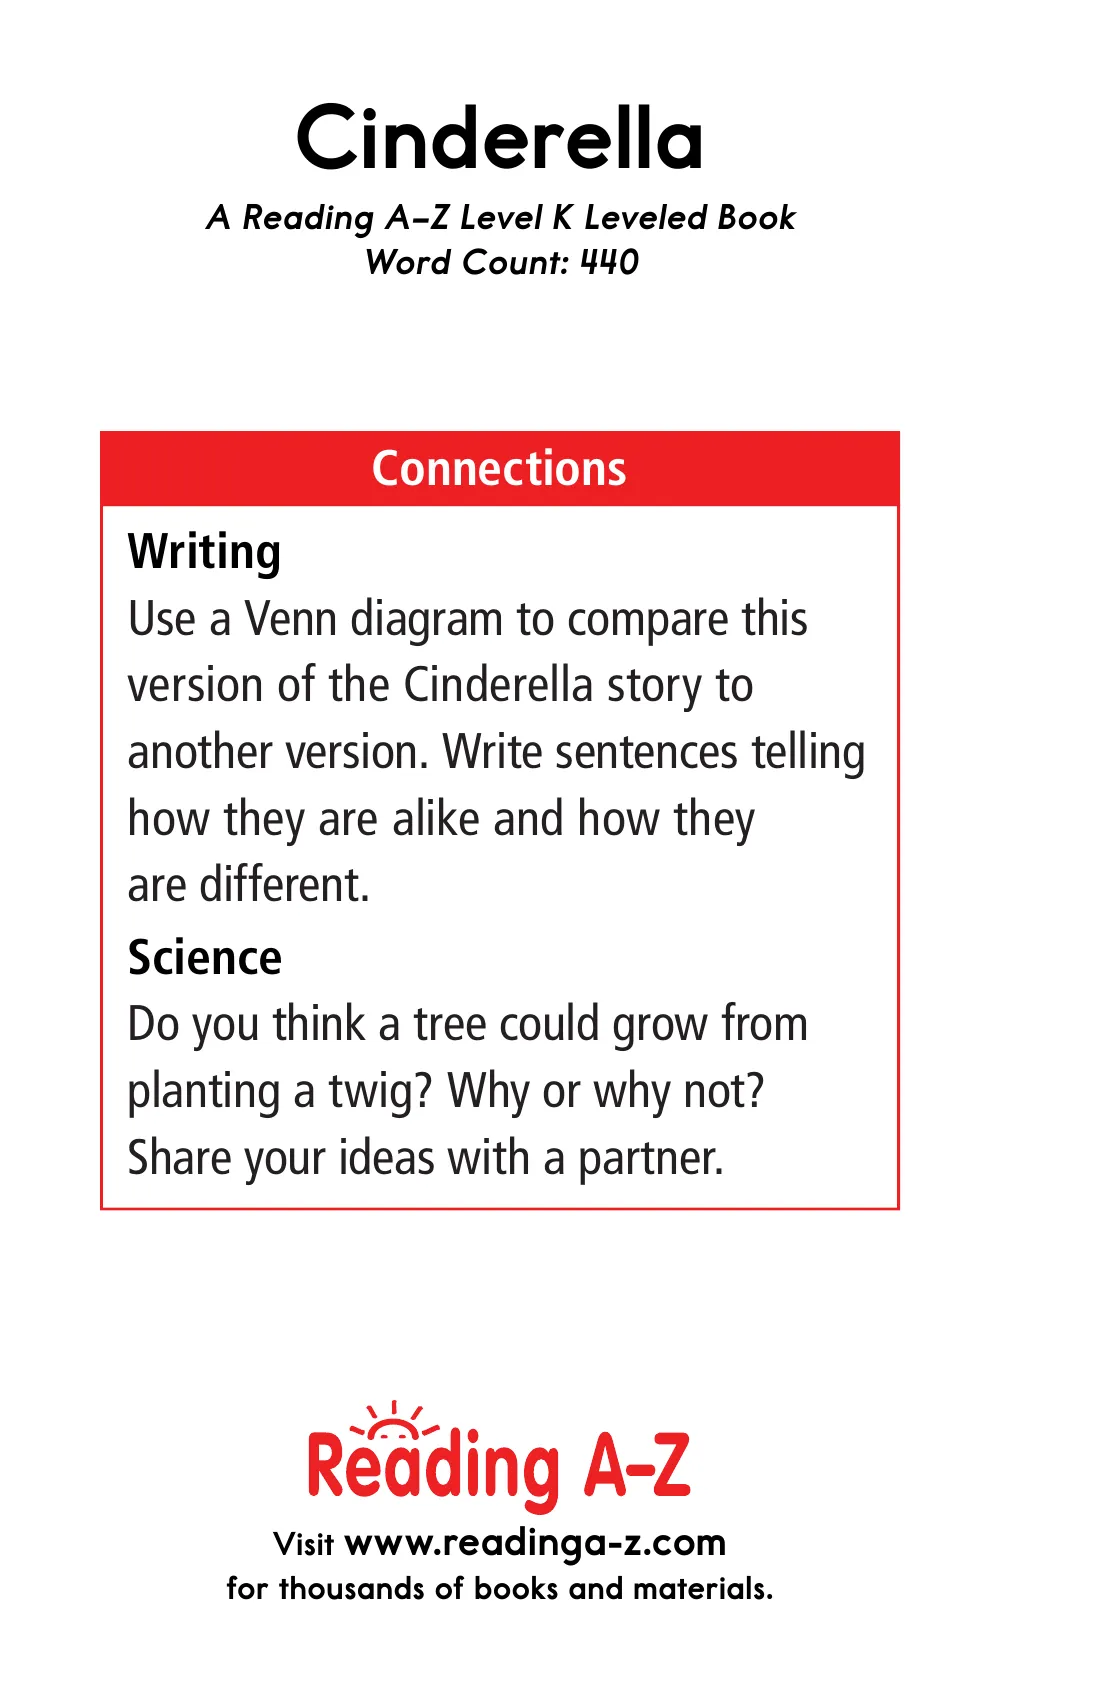 Cinderella
A Reading A–Z Level K Leveled Book
Word Count: 440
Connections
Writing
Use a Venn diagram to compare this
version of the Cinderella story to
another version. Write sentences telling
how they are alike and how they
are different.
Science
Do you think a tree could grow from
planting a twig? Why or why not?
Share your ideas with a partner.
Reading A–Z
Visit www.readinga-z.com
for thousands of books and materials.